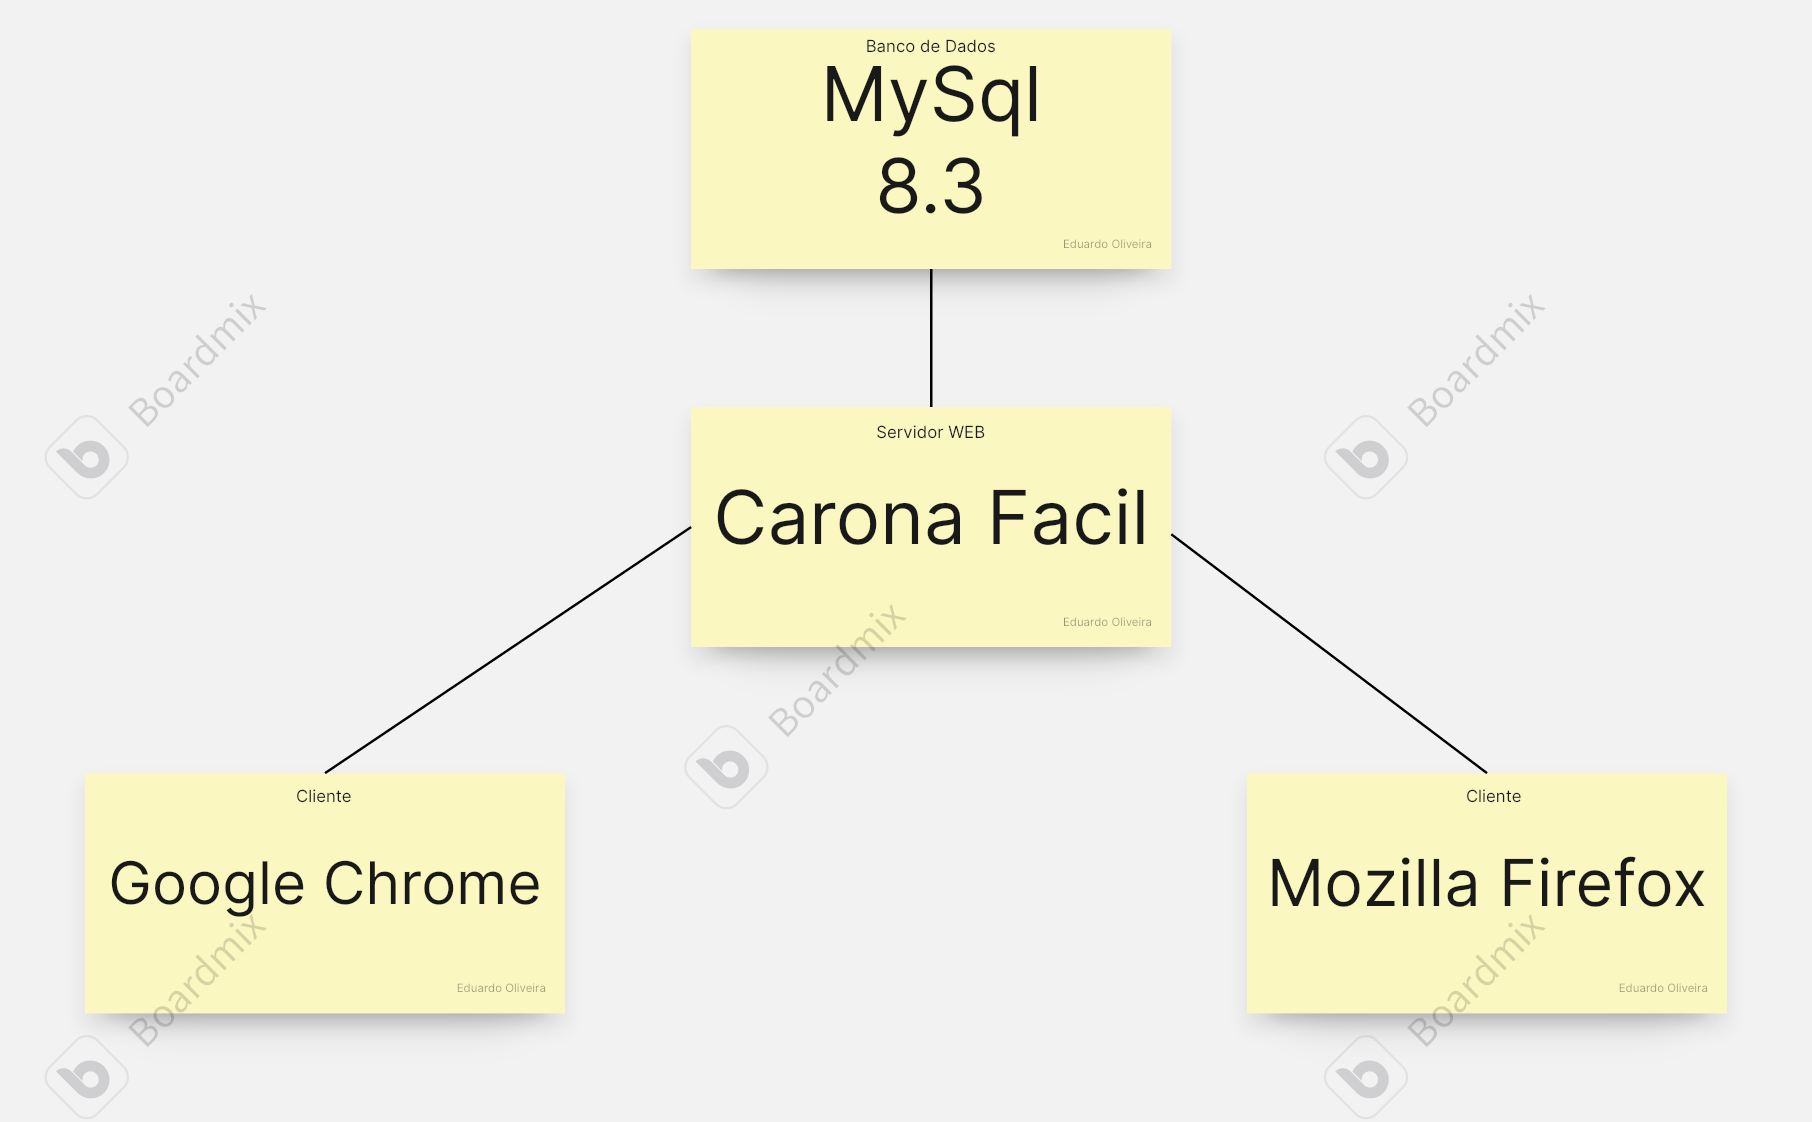 Banco de Dados
MySql
8.3
Eduardo Oliveira
Boardmix
Boardmix
Servidor WEB
Carona Facil
Eduardo Oliveira
Boardmix
Cliente
Google Chrome
Eduardo Oliveira
Boardmix
Cliente
Mozilla Firefox
Eduardo Oliveira
Boardmix